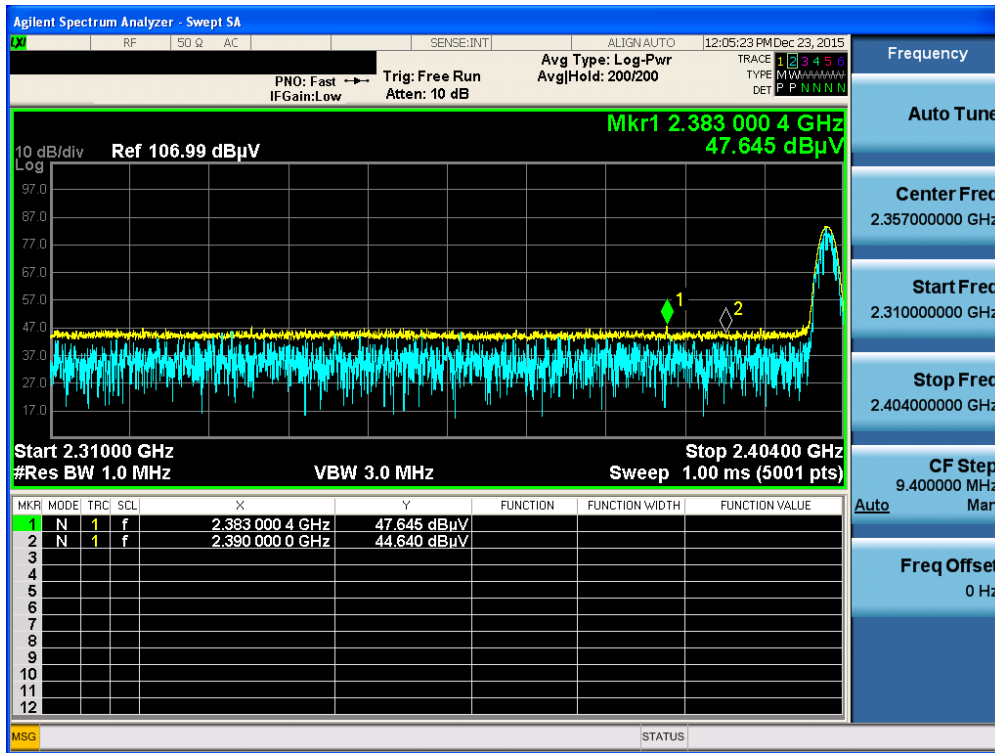 Agilent Spectrum Analyzer - Swept SA
LXI RF 50 Ω AC SENSE:INT ALIGN AUTO 12:05:23 PM Dec 23, 2015
PNO: Fast Trig: Free Run Avg Type: Log-Pwr TRACE 1 2 3 4 5 6
IFGain:Low Atten: 10 dB Avg|Hold: 200/200 TYPE M W
DET P P N N N N
Mkr1 2.383 000 4 GHz
47.645 dBµV
10 dB/div Ref 106.99 dBµV
Log
97.0
87.0
77.0
67.0
57.0
47.0
37.0
27.0
17.0
1
2
Start 2.31000 GHz Stop 2.40400 GHz
#Res BW 1.0 MHz VBW 3.0 MHz Sweep 1.00 ms (5001 pts)
MKR MODE TRC SCL X Y FUNCTION FUNCTION WIDTH FUNCTION VALUE
1 N 1 f 2.383 000 4 GHz 47.645 dBµV
2 N 1 f 2.390 000 0 GHz 44.640 dBµV
3
4
5
6
7
8
9
10
11
12
MSG STATUS
Frequency
Auto Tune
Center Freq
2.357000000 GHz
Start Freq
2.310000000 GHz
Stop Freq
2.404000000 GHz
CF Step
9.400000 MHz
Auto Man
Freq Offset
0 Hz